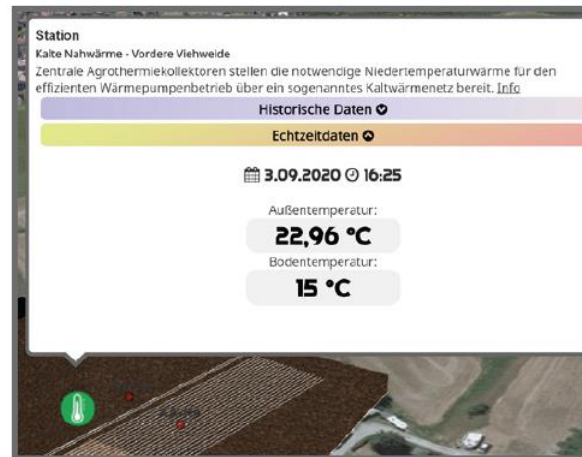 Station
Kalte Nahwärme - Vordere Viehweide
Zentrale Agrothermiekollektoren stellen die notwendige Niedertemperaturwärme für den
effizienten Wärmepumpenbetrieb über ein sogenanntes Kaltwärmenetz bereit. Info
Historische Daten
Echtzeitdaten
3.09.2020 16:25
Außentemperatur:
22,96 °C
Bodentemperatur:
15 °C